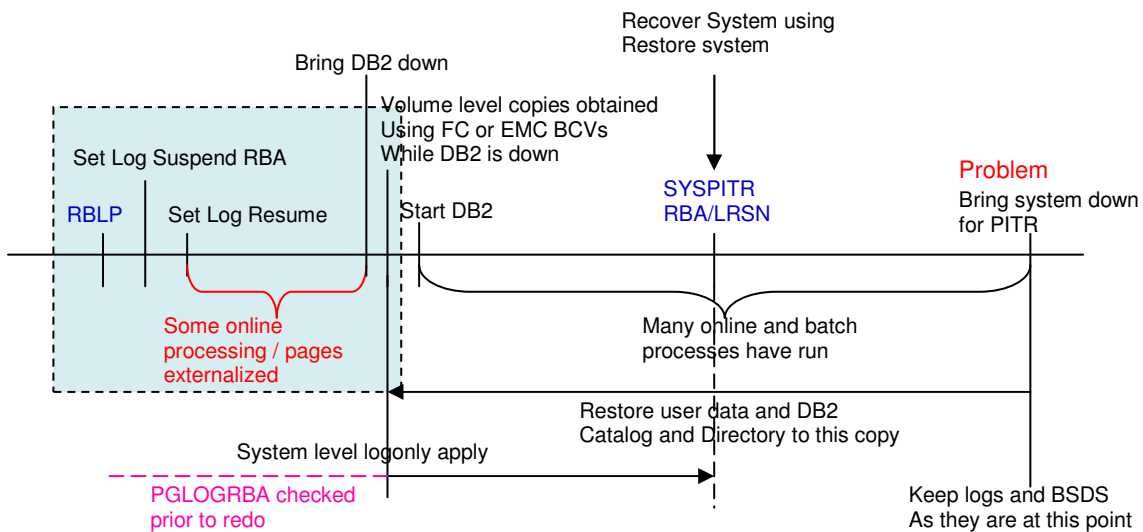 Recover System using
Restore system
Bring DB2 down
Volume level copies obtained
Using FC or EMC BCVs
While DB2 is down
Set Log Suspend RBA
RBLP
Set Log Resume
Start DB2
SYSPITR
RBA/LRSN
Problem
Bring system down
for PITR
Some online
processing / pages
externalized
Many online and batch
processes have run
Restore user data and DB2
Catalog and Directory to this copy
System level logonly apply
PGLOGRBA checked
prior to redo
Keep logs and BSDS
As they are at this point